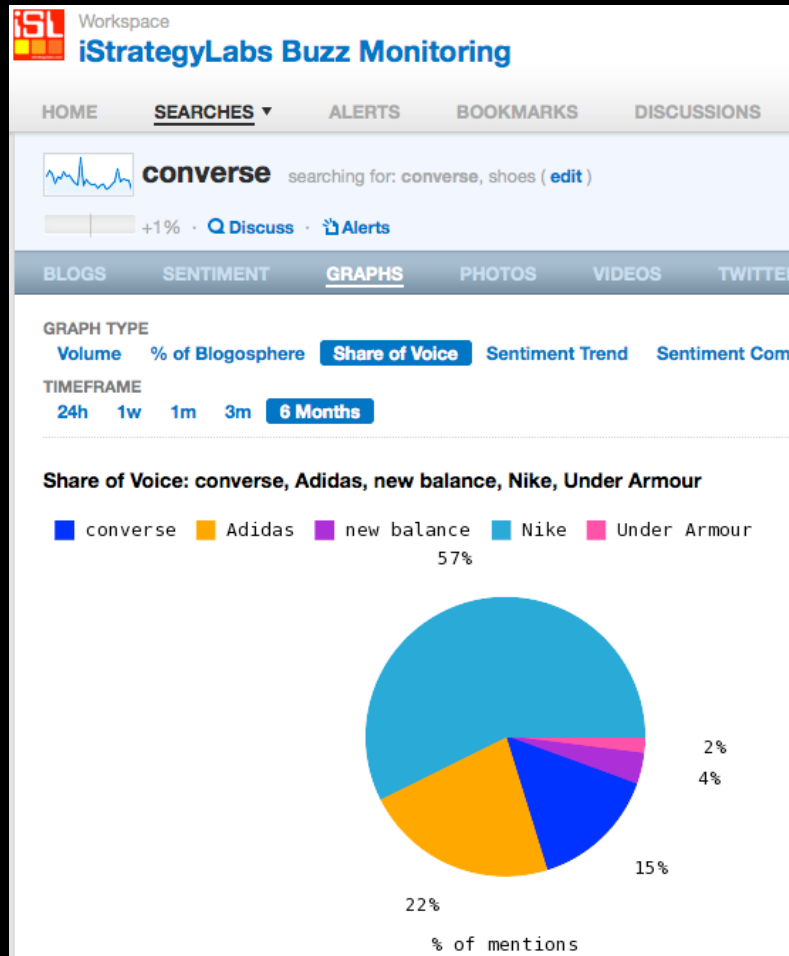 iSL
Workspace
iStrategyLabs Buzz Monitoring
HOME SEARCHES ▼ ALERTS BOOKMARKS DISCUSSIONS
converse searching for: converse, shoes ( edit )
+1% · Discuss · Alerts
BLOGS SENTIMENT GRAPHS PHOTOS VIDEOS TWITTER
GRAPH TYPE
Volume % of Blogosphere Share of Voice Sentiment Trend Sentiment Com
TIMEFRAME
24h 1w 1m 3m 6 Months
Share of Voice: converse, Adidas, new balance, Nike, Under Armour
converse Adidas new balance Nike Under Armour
57%
2%
4%
15%
22%
% of mentions